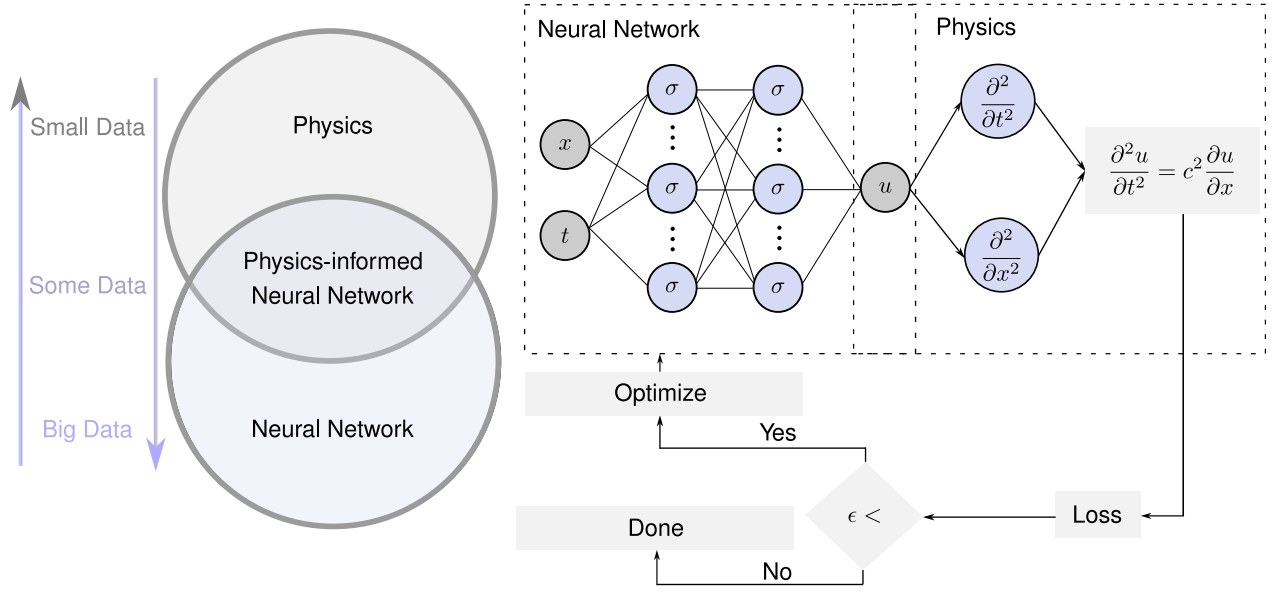 Small Data
Some Data
Big Data
Physics
Physics-informed
Neural Network
Neural Network
Neural Network
x
t
σ
σ
σ
σ
σ
σ
u
Physics
∂²/∂t²
∂²/∂x²
∂²u/∂t² = c² ∂u/∂x
Optimize
Yes
ϵ <
Loss
Done
No